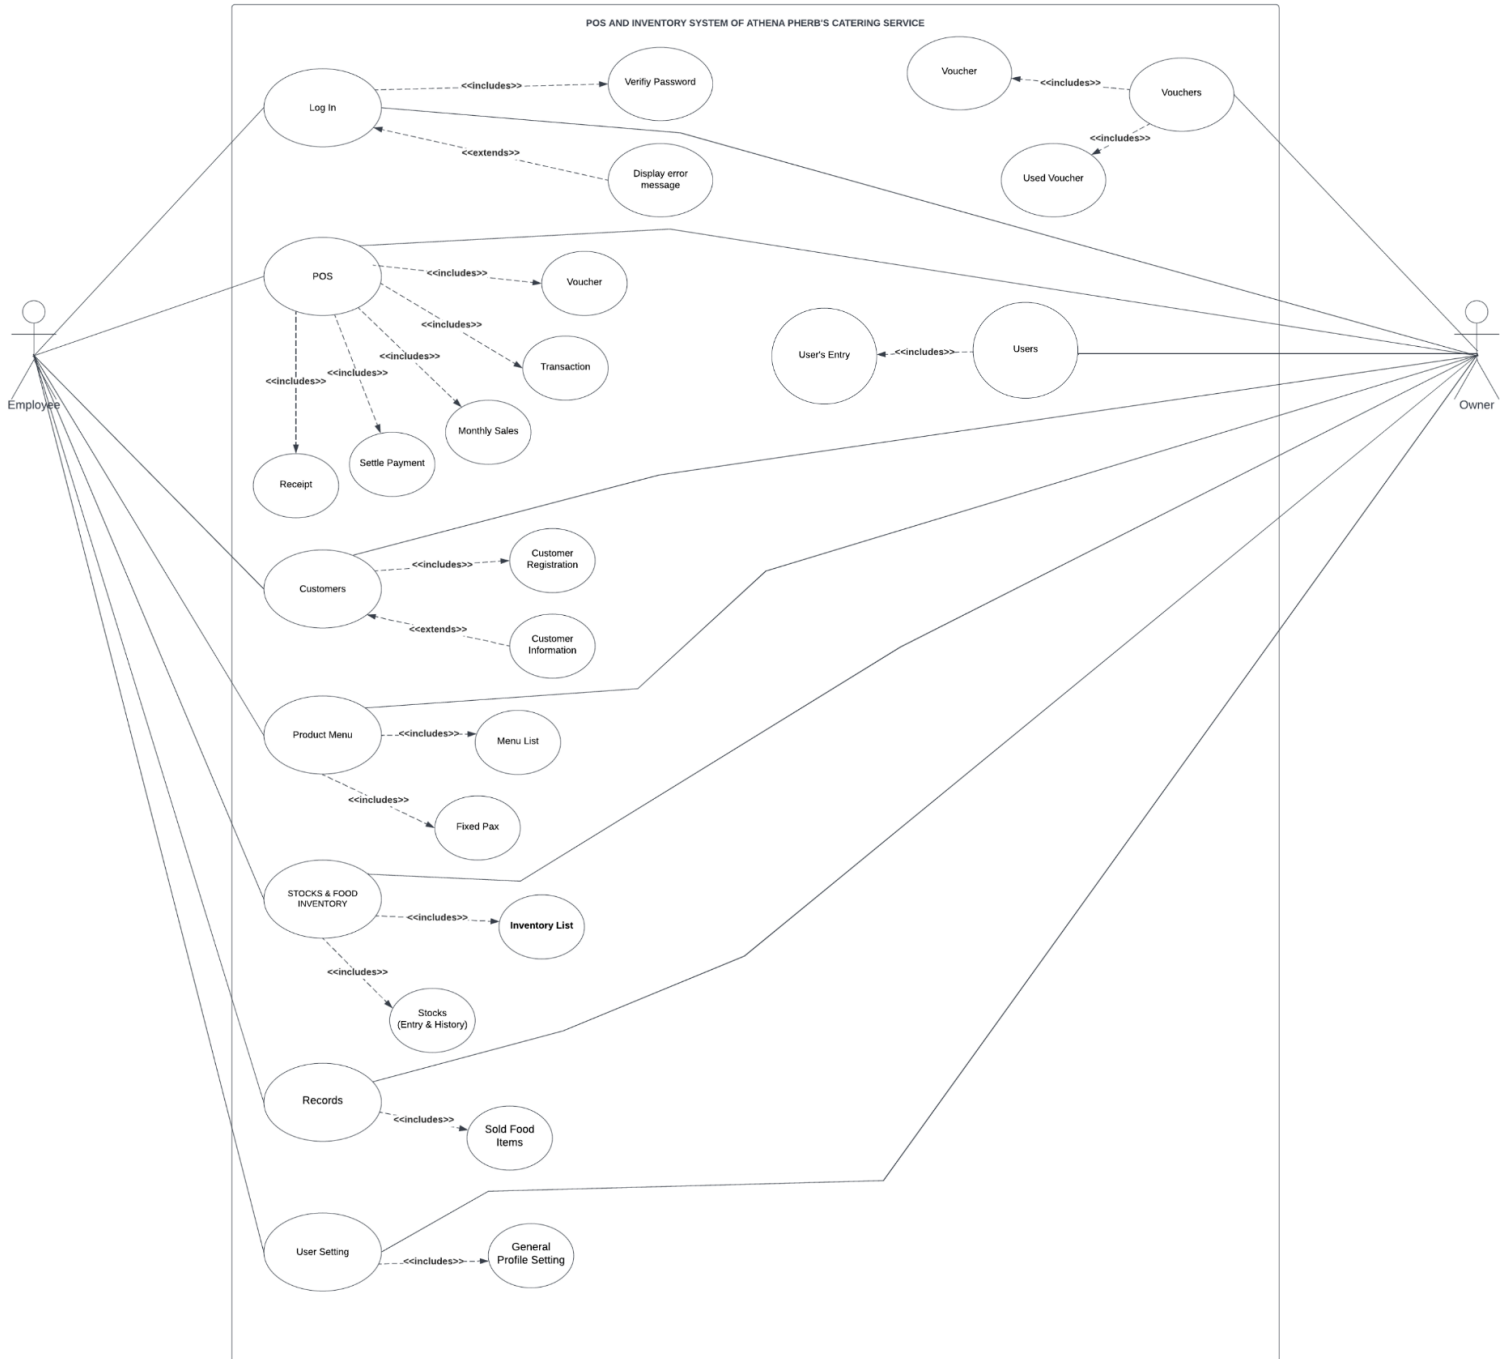 POS AND INVENTORY SYSTEM OF ATHENA PHERB'S CATERING SERVICE
Log In
<<includes>>
Verifiy Password
<<extends>>
Display error
message
Voucher
<<includes>>
Vouchers
<<includes>>
Used Voucher
POS
<<includes>>
Voucher
<<includes>>
Transaction
<<includes>>
Monthly Sales
<<includes>>
Settle Payment
<<includes>>
Receipt
User's Entry
<<includes>>
Users
Employee
Owner
Customers
<<includes>>
Customer
Registration
<<extends>>
Customer
Information
Product Menu
<<includes>>
Menu List
<<includes>>
Fixed Pax
STOCKS & FOOD
INVENTORY
<<includes>>
Inventory List
<<includes>>
Stocks
(Entry & History)
Records
<<includes>>
Sold Food
Items
User Setting
<<includes>>
General
Profile Setting